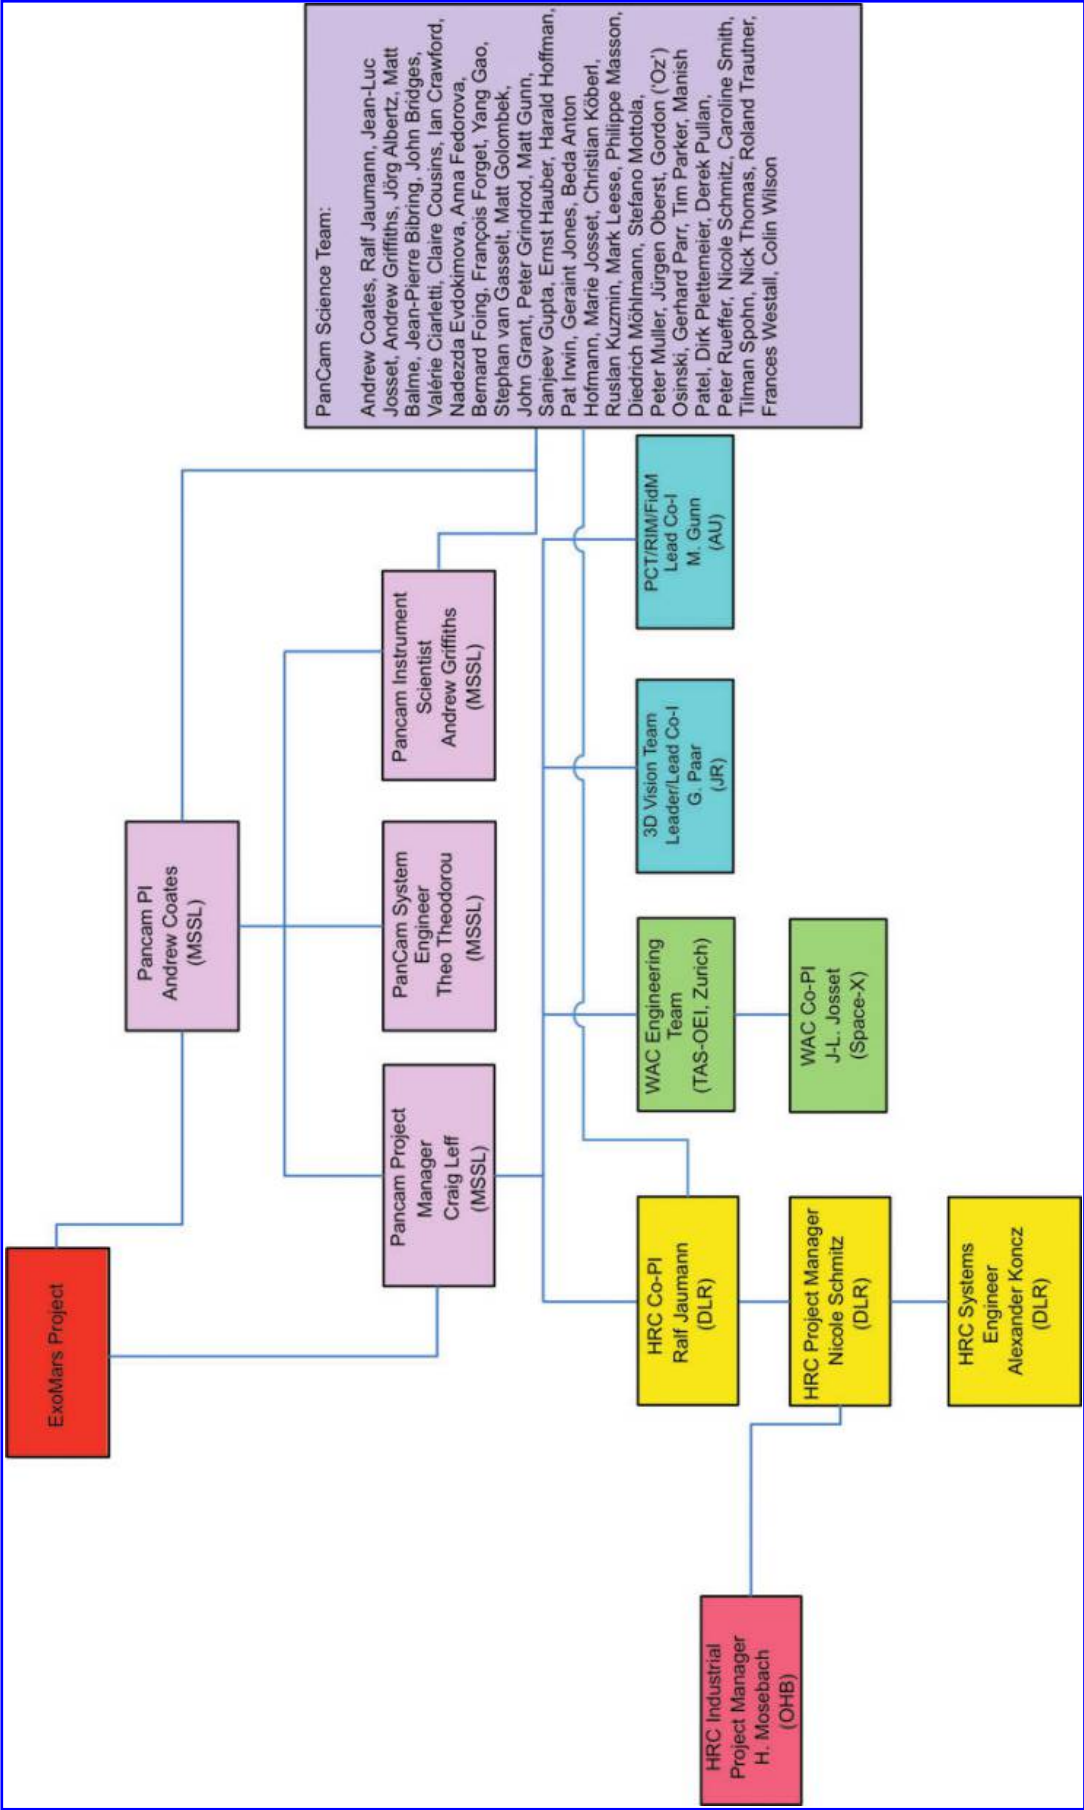 ExoMars Project
Pancam PI
Andrew Coates
(MSSL)
Pancam Project
Manager
Craig Leff
(MSSL)
PanCam System
Engineer
Theo Theodorou
(MSSL)
Pancam Instrument
Scientist
Andrew Griffiths
(MSSL)
PanCam Science Team:
Andrew Coates, Ralf Jaumann, Jean-Luc
Josset, Andrew Griffiths, Jörg Albertz, Matt
Balme, Jean-Pierre Bibring, John Bridges,
Valérie Ciarletti, Claire Cousins, Ian Crawford,
Nadezda Evdokimova, Anna Fedorova,
Bernard Foing, François Forget, Yang Gao,
Stephan van Gasselt, Matt Golombek,
John Grant, Peter Grindrod, Matt Gunn,
Sanjeev Gupta, Ernst Hauber, Harald Hoffman,
Pat Irwin, Geraint Jones, Beda Anton
Hofmann, Marie Josset, Christian Köberl,
Ruslan Kuzmin, Mark Leese, Philippe Masson,
Diedrich Möhlmann, Stefano Mottola,
Peter Muller, Jürgen Oberst, Gordon ('Oz')
Osinski, Gerhard Parr, Tim Parker, Manish
Patel, Dirk Plettemeier, Derek Pullan,
Peter Rueffer, Nicole Schmitz, Caroline Smith,
Tilman Spohn, Nick Thomas, Roland Trautner,
Frances Westall, Colin Wilson
HRC Co-PI
Ralf Jaumann
(DLR)
WAC Engineering
Team
(TAS-OEI, Zurich)
3D Vision Team
Leader/Lead Co-I
G. Paar
(JR)
PCT/RIM/FidM
Lead Co-I
M. Gunn
(AU)
HRC Industrial
Project Manager
H. Mosebach
(OHB)
HRC Project Manager
Nicole Schmitz
(DLR)
WAC Co-PI
J-L. Josset
(Space-X)
HRC Systems
Engineer
Alexander Koncz
(DLR)